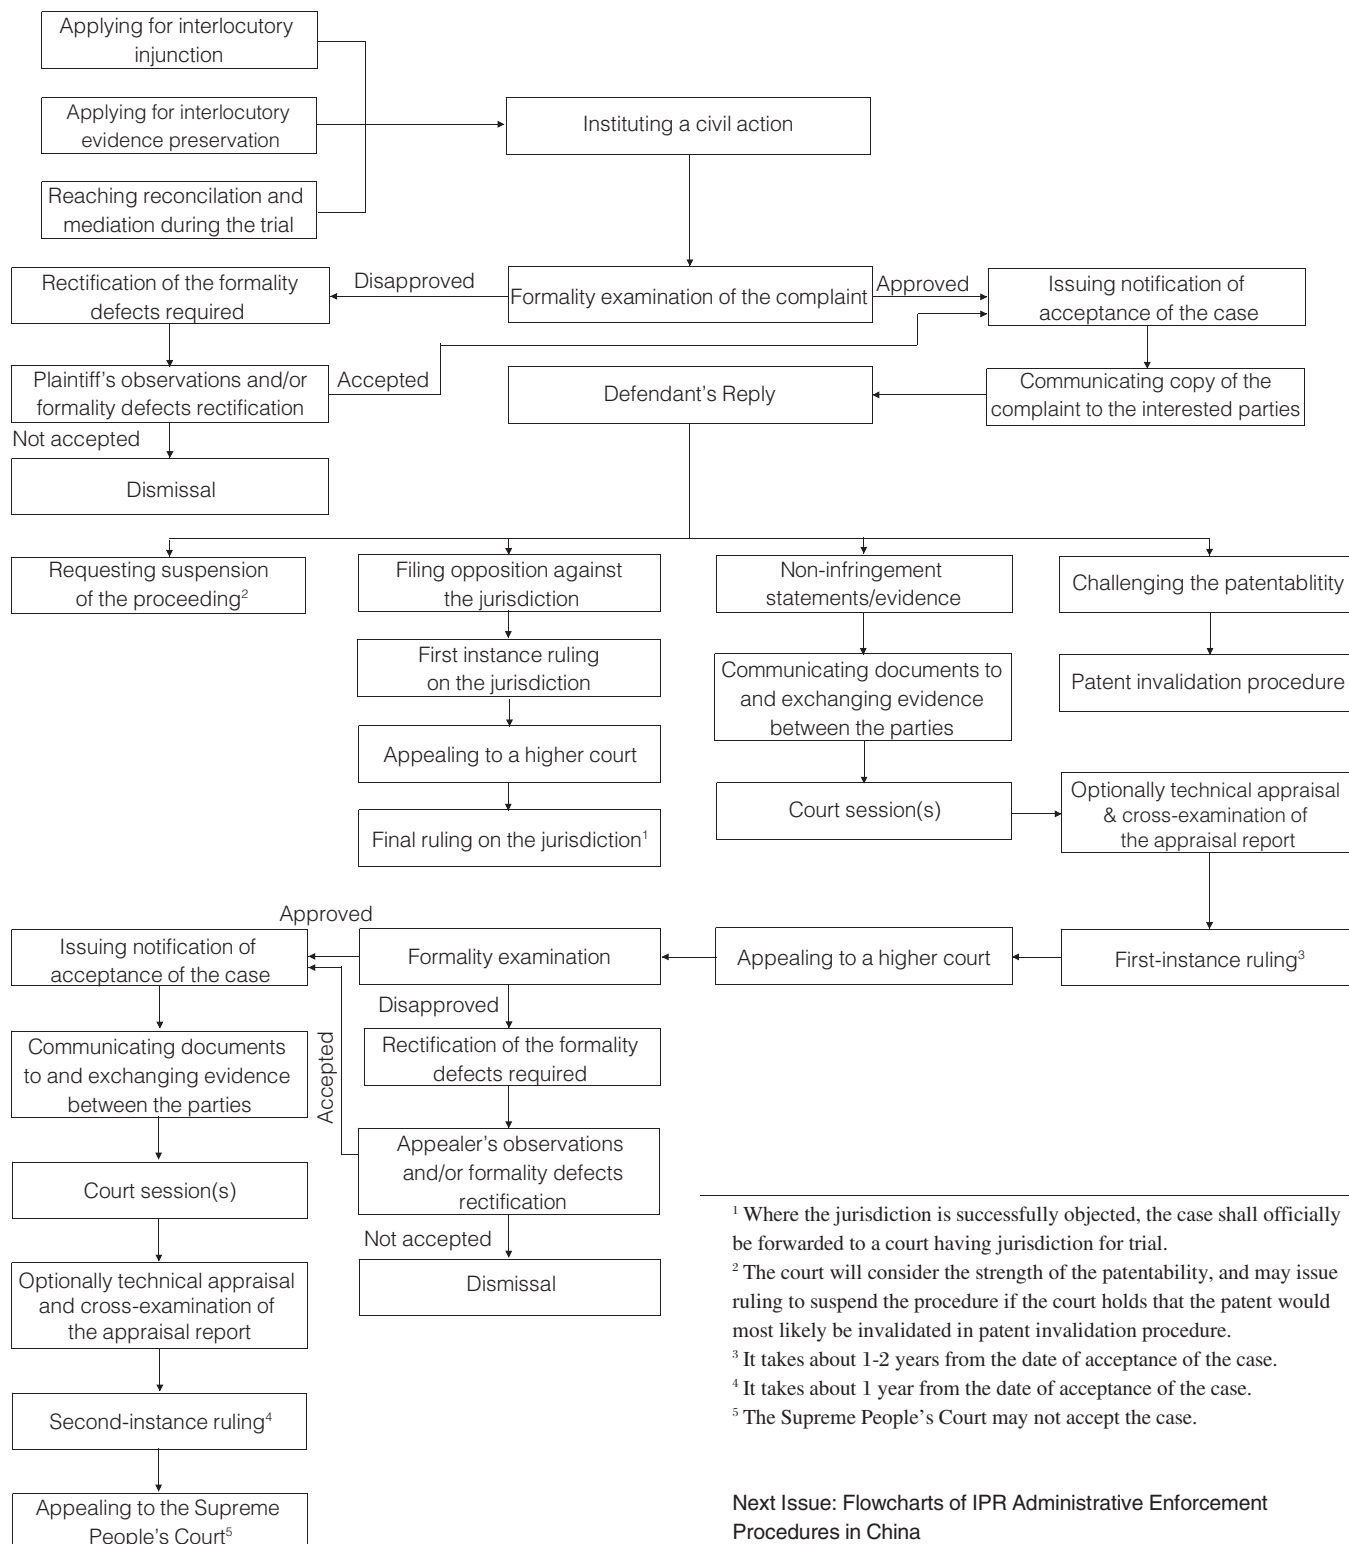 Applying for interlocutory
injunction
Applying for interlocutory
evidence preservation
Instituting a civil action
Reaching reconcilation and
mediation during the trial
Rectification of the formality
defects required
Disapproved
Formality examination of the complaint
Approved
Issuing notification of
acceptance of the case
Plaintiff's observations and/or
formality defects rectification
Accepted
Defendant's Reply
Communicating copy of the
complaint to the interested parties
Not accepted
Dismissal
Requesting suspension
of the proceeding2
Filing opposition against
the jurisdiction
Non-infringement
statements/evidence
Challenging the patentablitity
First instance ruling
on the jurisdiction
Communicating documents to
and exchanging evidence
between the parties
Patent invalidation procedure
Appealing to a higher court
Court session(s)
Optionally technical appraisal
& cross-examination of
the appraisal report
Final ruling on the jurisdiction1
Approved
Issuing notification of
acceptance of the case
Formality examination
Appealing to a higher court
First-instance ruling3
Disapproved
Communicating documents
to and exchanging evidence
between the parties
Accepted
Rectification of the formality
defects required
Appealer's observations
and/or formality defects
rectification
Court session(s)
Not accepted
Dismissal
Optionally technical appraisal
and cross-examination of
the appraisal report
Second-instance ruling4
Appealing to the Supreme
People's Court5
1 Where the jurisdiction is successfully objected, the case shall officially
be forwarded to a court having jurisdiction for trial.
2 The court will consider the strength of the patentability, and may issue
ruling to suspend the procedure if the court holds that the patent would
most likely be invalidated in patent invalidation procedure.
3 It takes about 1-2 years from the date of acceptance of the case.
4 It takes about 1 year from the date of acceptance of the case.
5 The Supreme People's Court may not accept the case.
Next Issue: Flowcharts of IPR Administrative Enforcement
Procedures in China